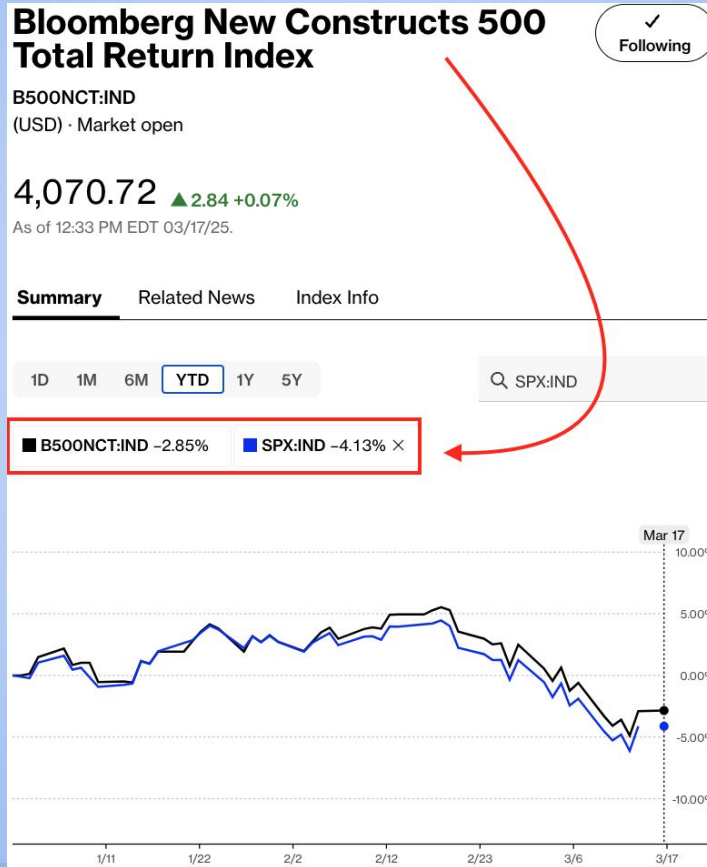 Bloomberg New Constructs 500
Total Return Index
✓
Following
B500NCT:IND
(USD) · Market open
4,070.72 ▲2.84 +0.07%
As of 12:33 PM EDT 03/17/25.
Summary Related News Index Info
1D 1M 6M YTD 1Y 5Y
SPX:IND
B500NCT:IND −2.85% SPX:IND −4.13% ×
Mar 17
10.00%
5.00%
0.00%
-5.00%
-10.00%
1/11 1/22 2/2 2/12 2/23 3/6 3/17